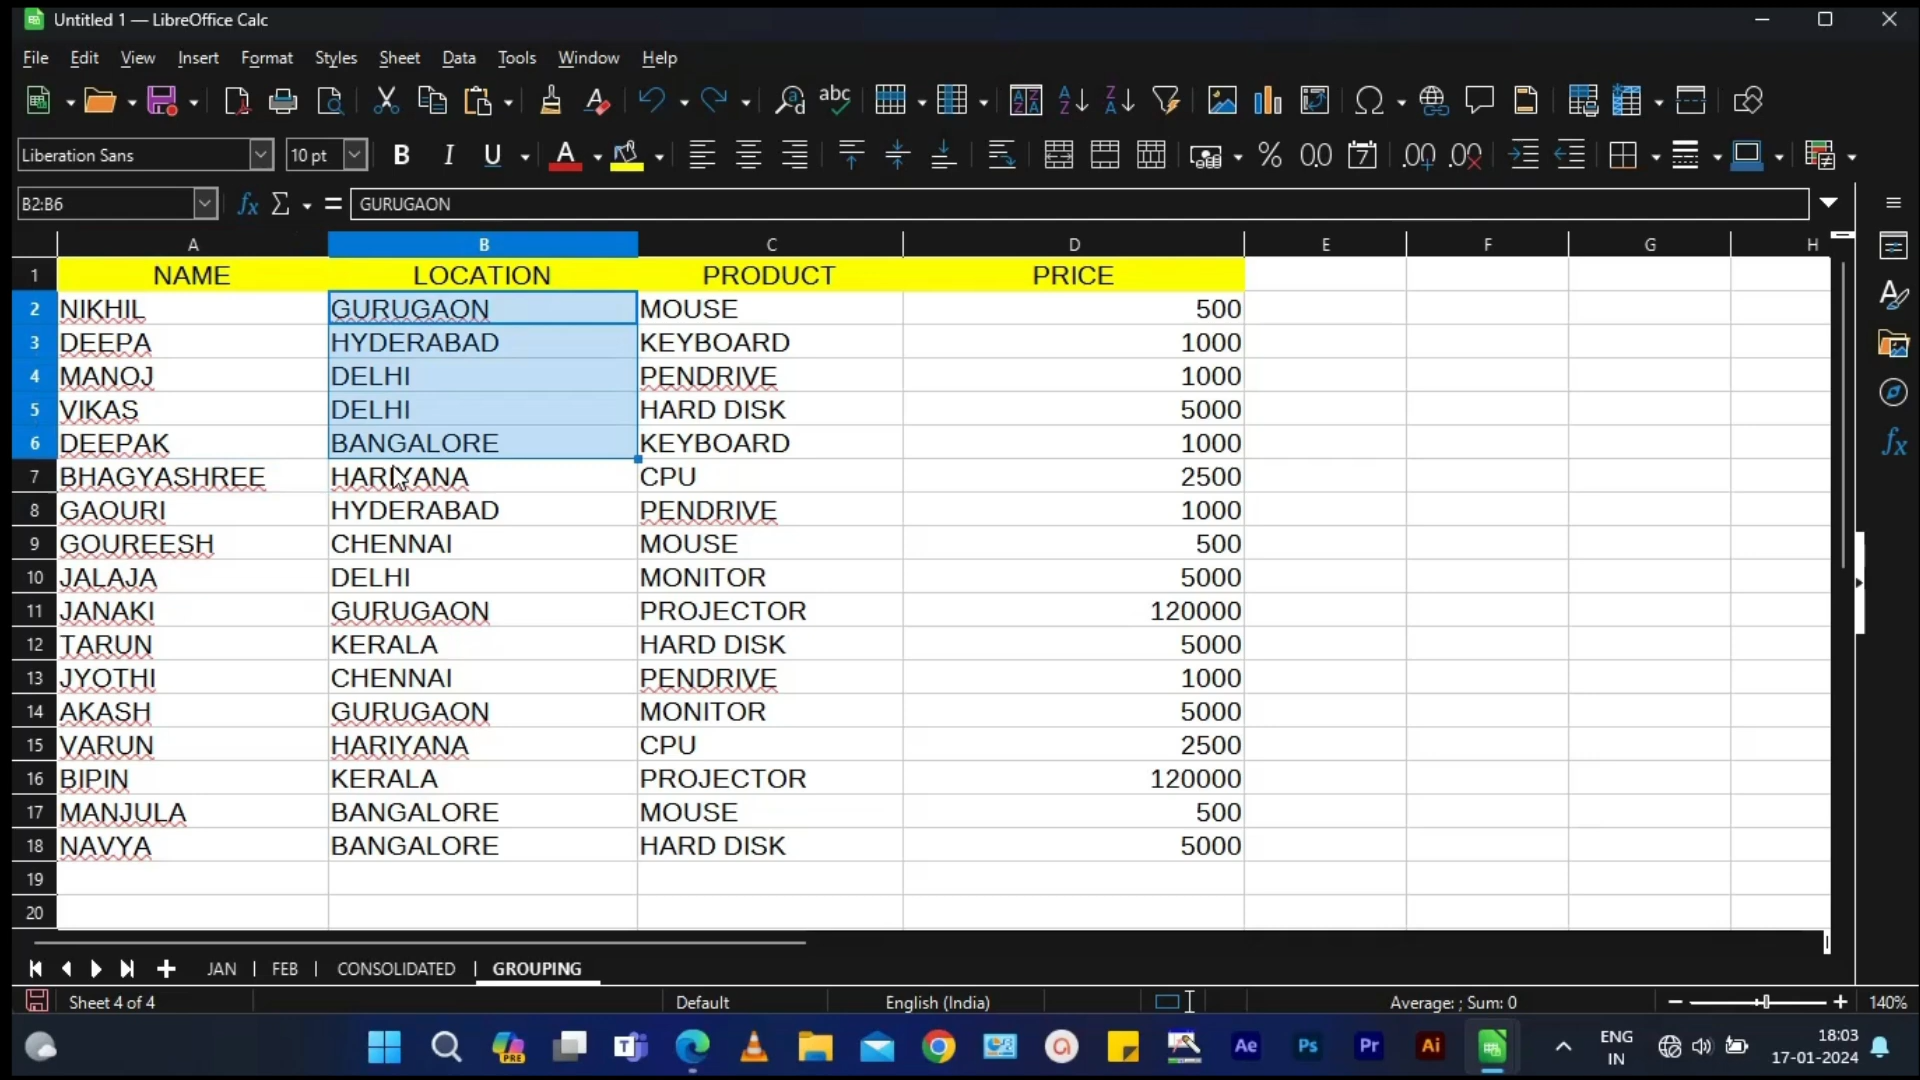 Untitled 1 — LibreOffice Calc
File Edit View Insert Format Styles Sheet Data Tools Window Help
Liberation Sans 10 pt
B2:B6 GURUGAON
A B C D E F G H
1 NAME LOCATION PRODUCT PRICE
2 NIKHIL GURUGAON MOUSE 500
3 DEEPA HYDERABAD KEYBOARD 1000
4 MANOJ DELHI PENDRIVE 1000
5 VIKAS DELHI HARD DISK 5000
6 DEEPAK BANGALORE KEYBOARD 1000
7 BHAGYASHREE HARIYANA CPU 2500
8 GAOURI HYDERABAD PENDRIVE 1000
9 GOUREESH CHENNAI MOUSE 500
10 JALAJA DELHI MONITOR 5000
11 JANAKI GURUGAON PROJECTOR 120000
12 TARUN KERALA HARD DISK 5000
13 JYOTHI CHENNAI PENDRIVE 1000
14 AKASH GURUGAON MONITOR 5000
15 VARUN HARIYANA CPU 2500
16 BIPIN KERALA PROJECTOR 120000
17 MANJULA BANGALORE MOUSE 500
18 NAVYA BANGALORE HARD DISK 5000
19
20
JAN FEB CONSOLIDATED GROUPING
Sheet 4 of 4 Default English (India) Average: ; Sum: 0 140%
ENG 18:03
IN 17-01-2024